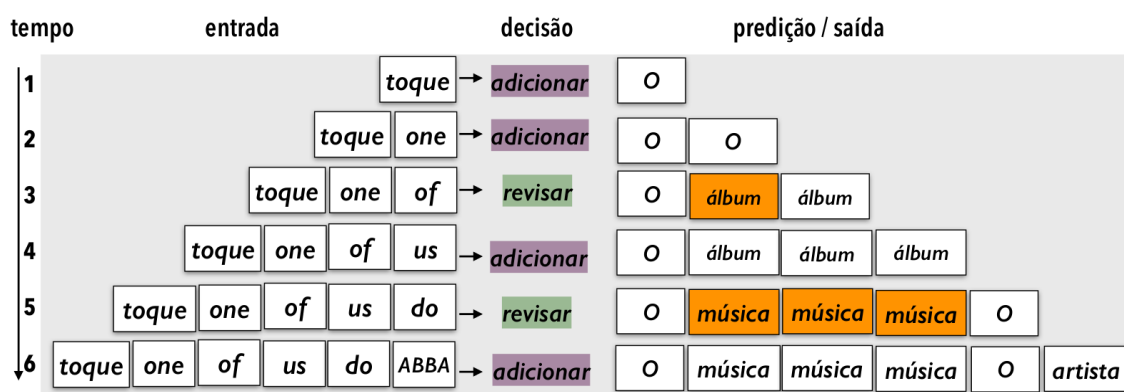 tempo entrada decisão predição / saída
1 toque adicionar O
2 toque one adicionar O O
3 toque one of revisar O álbum álbum
4 toque one of us adicionar O álbum álbum álbum
5 toque one of us do revisar O música música música O
6 toque one of us do ABBA adicionar O música música música O artista